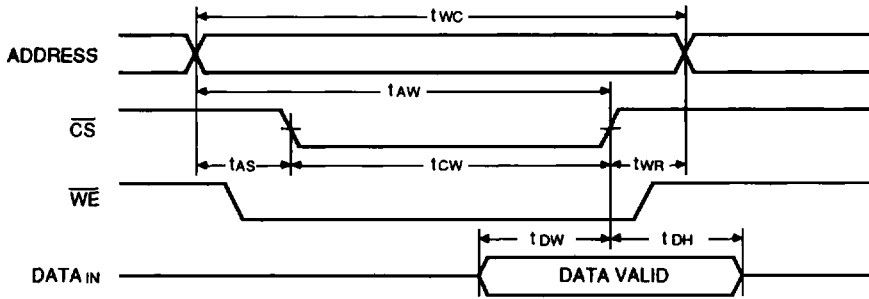 tWC
ADDRESS
tAW
CS
tAS tCW tWR
WE
tDW tDH
DATA IN DATA VALID